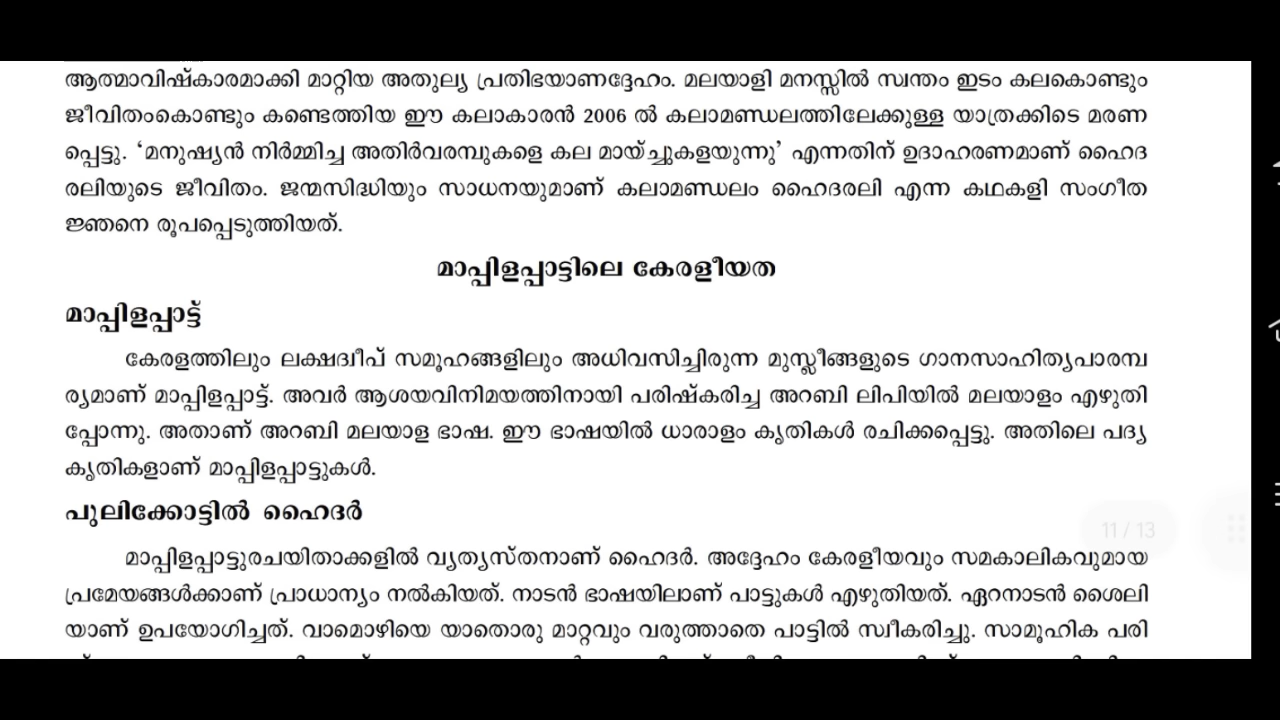 ആത്മാവിഷ്കാരമാക്കി മാറ്റിയ അതുല്യ പ്രതിഭയാണദ്ദേഹം. മലയാളി മനസ്സിൽ സ്വന്തം ഇടം കലകൊണ്ടും
ജീവിതംകൊണ്ടും കണ്ടെത്തിയ ഈ കലാകാരൻ 2006 ൽ കലാമണ്ഡലത്തിലേക്കുള്ള യാത്രക്കിടെ മരണ
പ്പെട്ടു. ‘മനുഷ്യൻ നിർമ്മിച്ച അതിർവരമ്പുകളെ കല മായ്ച്ചുകളയുന്നു’ എന്നതിന് ഉദാഹരണമാണ് ഹൈദ
രലിയുടെ ജീവിതം. ജന്മസിദ്ധിയും സാധനയുമാണ് കലാമണ്ഡലം ഹൈദരലി എന്ന കഥകളി സംഗീത
ജ്ഞനെ രൂപപ്പെടുത്തിയത്.
മാപ്പിളപ്പാട്ടിലെ കേരളീയത
മാപ്പിളപ്പാട്ട്
കേരളത്തിലും ലക്ഷദ്വീപ് സമൂഹങ്ങളിലും അധിവസിച്ചിരുന്ന മുസ്ലീങ്ങളുടെ ഗാനസാഹിത്യപാരമ്പ
ര്യമാണ് മാപ്പിളപ്പാട്ട്. അവർ ആശയവിനിമയത്തിനായി പരിഷ്കരിച്ച അറബി ലിപിയിൽ മലയാളം എഴുതി
പ്പോന്നു. അതാണ് അറബി മലയാള ഭാഷ. ഈ ഭാഷയിൽ ധാരാളം കൃതികൾ രചിക്കപ്പെട്ടു. അതിലെ പദ്യ
കൃതികളാണ് മാപ്പിളപ്പാട്ടുകൾ.
പുലിക്കോട്ടിൽ ഹൈദർ
11 / 13
മാപ്പിളപ്പാട്ടുരചയിതാക്കളിൽ വ്യത്യസ്തനാണ് ഹൈദർ. അദ്ദേഹം കേരളീയവും സമകാലികവുമായ
പ്രമേയങ്ങൾക്കാണ് പ്രാധാന്യം നൽകിയത്. നാടൻ ഭാഷയിലാണ് പാട്ടുകൾ എഴുതിയത്. ഏറനാടൻ ശൈലി
യാണ് ഉപയോഗിച്ചത്. വാമൊഴിയെ യാതൊരു മാറ്റവും വരുത്താതെ പാട്ടിൽ സ്വീകരിച്ചു. സാമൂഹിക പരി